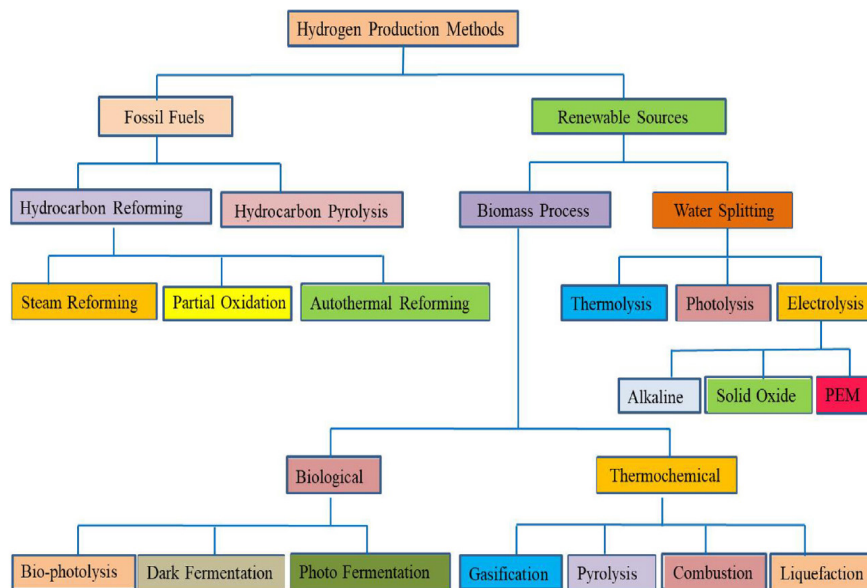 Hydrogen Production Methods
Fossil Fuels
Renewable Sources
Hydrocarbon Reforming
Hydrocarbon Pyrolysis
Biomass Process
Water Splitting
Steam Reforming
Partial Oxidation
Autothermal Reforming
Thermolysis
Photolysis
Electrolysis
Alkaline
Solid Oxide
PEM
Biological
Thermochemical
Bio-photolysis
Dark Fermentation
Photo Fermentation
Gasification
Pyrolysis
Combustion
Liquefaction